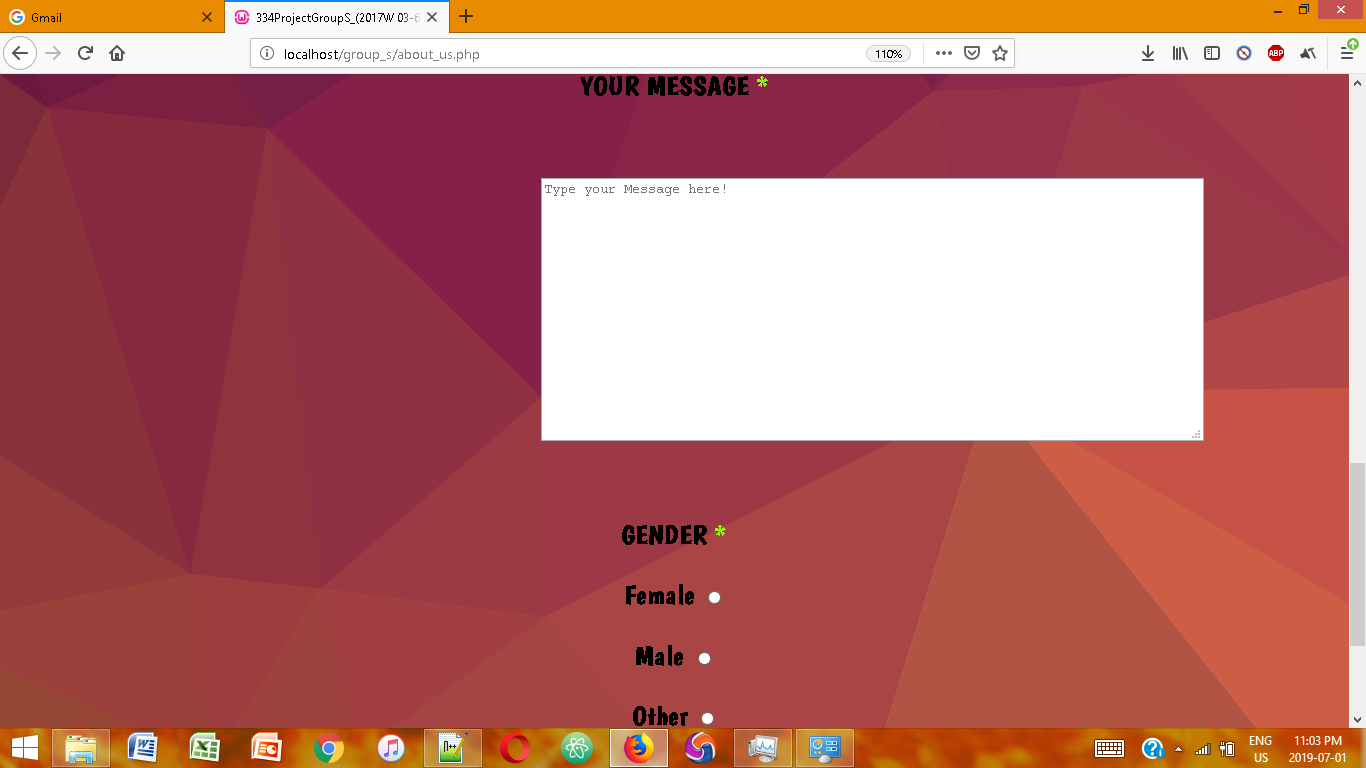 Gmail
334ProjectGroupS_(2017W 03-6
localhost/group_s/about_us.php
110%
ABP
YOUR MESSAGE *
Type your Message here!
GENDER *
Female
Male
Other
ENG
US
11:03 PM
2019-07-01